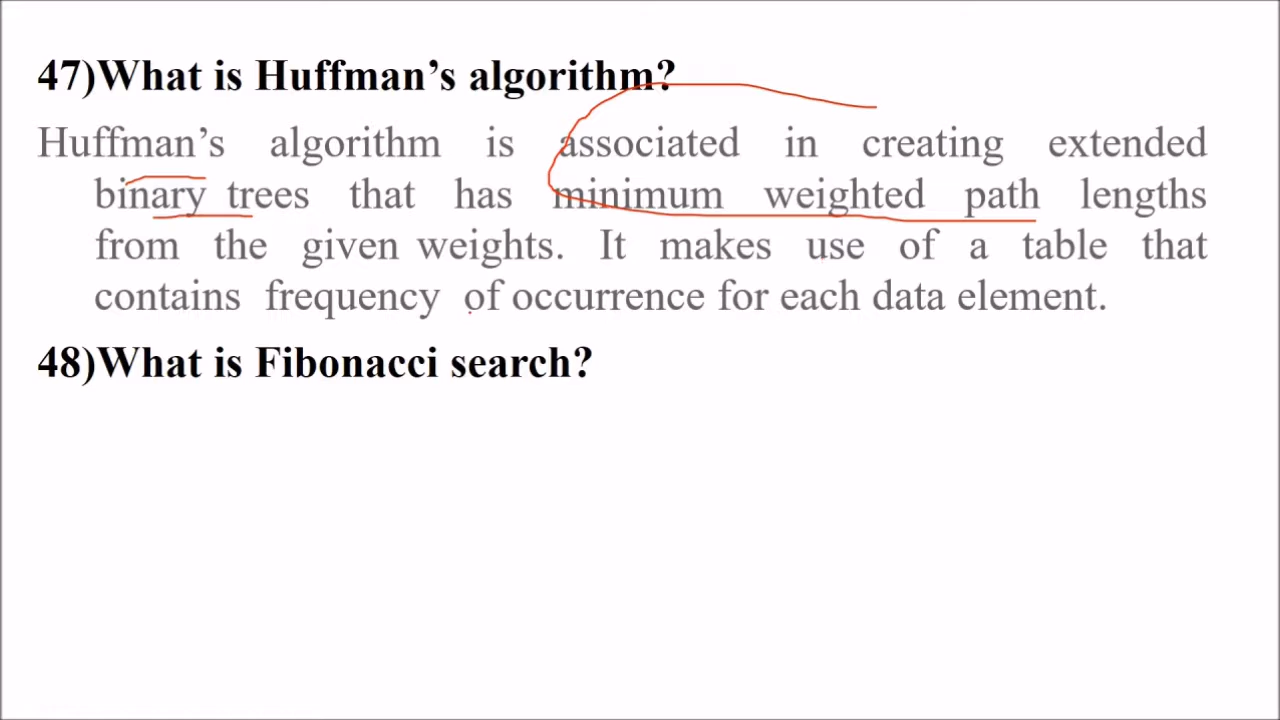 47)What is Huffman’s algorithm?
Huffman’s algorithm is associated in creating extended
binary trees that has minimum weighted path lengths
from the given weights. It makes use of a table that
contains frequency of occurrence for each data element.
48)What is Fibonacci search?